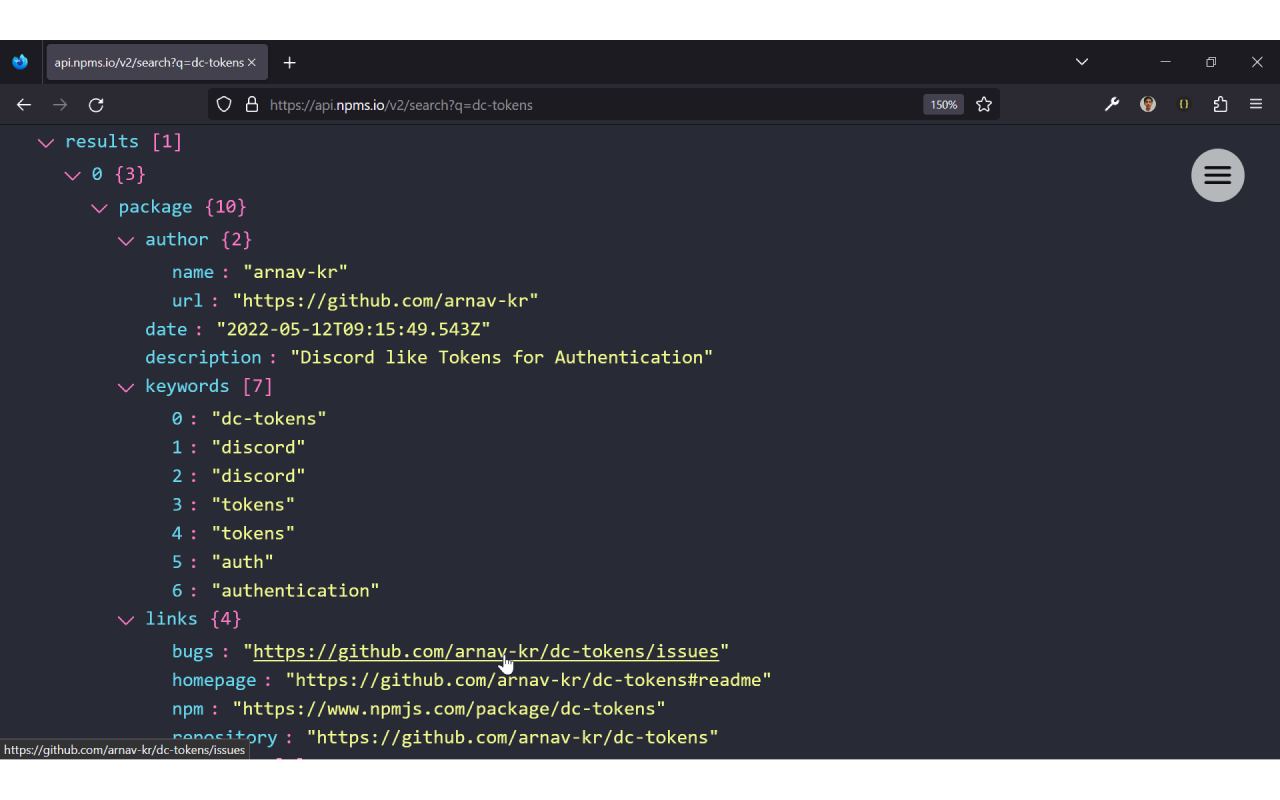 api.npms.io/v2/search?q=dc-tokens
https://api.npms.io/v2/search?q=dc-tokens 150% {}
results [1]
0 {3}
package {10}
author {2}
name : "arnav-kr"
url : "https://github.com/arnav-kr"
date : "2022-05-12T09:15:49.543Z"
description : "Discord like Tokens for Authentication"
keywords [7]
0 : "dc-tokens"
1 : "discord"
2 : "discord"
3 : "tokens"
4 : "tokens"
5 : "auth"
6 : "authentication"
links {4}
bugs : "https://github.com/arnav-kr/dc-tokens/issues"
homepage : "https://github.com/arnav-kr/dc-tokens#readme"
npm : "https://www.npmjs.com/package/dc-tokens"
repository : "https://github.com/arnav-kr/dc-tokens"
https://github.com/arnav-kr/dc-tokens/issues